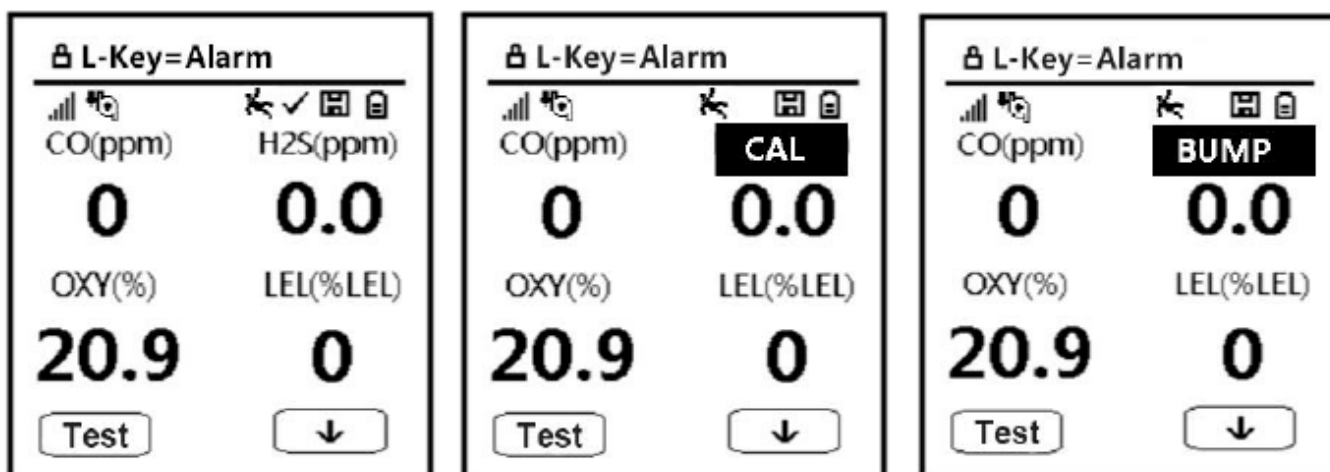 L-Key=Alarm
CO(ppm) H2S(ppm)
0 0.0
OXY(%) LEL(%LEL)
20.9 0
Test ↓
L-Key=Alarm
CO(ppm) CAL
0 0.0
OXY(%) LEL(%LEL)
20.9 0
Test ↓
L-Key=Alarm
CO(ppm) BUMP
0 0.0
OXY(%) LEL(%LEL)
20.9 0
Test ↓